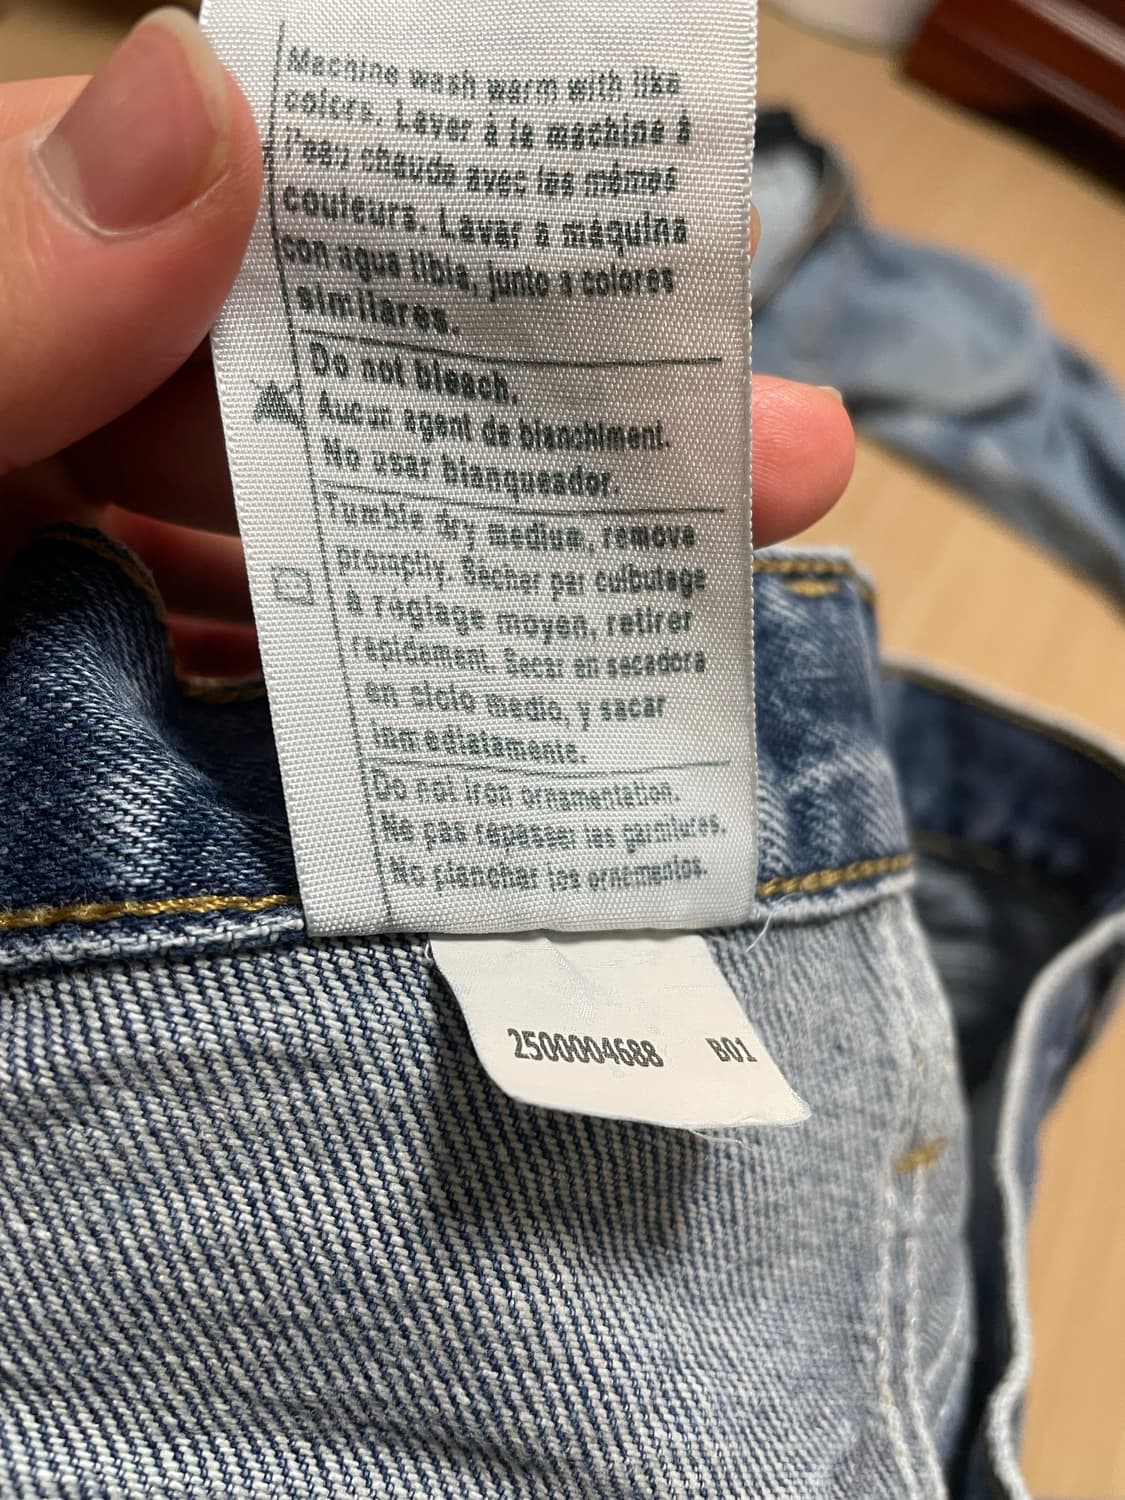 Machine wash warm with like
colors. Laver à la machine à
l'eau chaude avec les mêmes
couleurs. Lavar a maquina
con agua tibia, junto a colores
similares.
Do not bleach.
Aucun agent de blanchiment.
No usar blanqueador.
Tumble dry medium, remove
promptly. Sécher par culbutage
à réglage moyen, retirer
rapidement. Secar en secadora
en ciclo medio, y sacar
immediatamente.
Do not iron ornamentation.
Ne pas repasser les garnitures.
No planchar los ornementos.
2500004688 B01